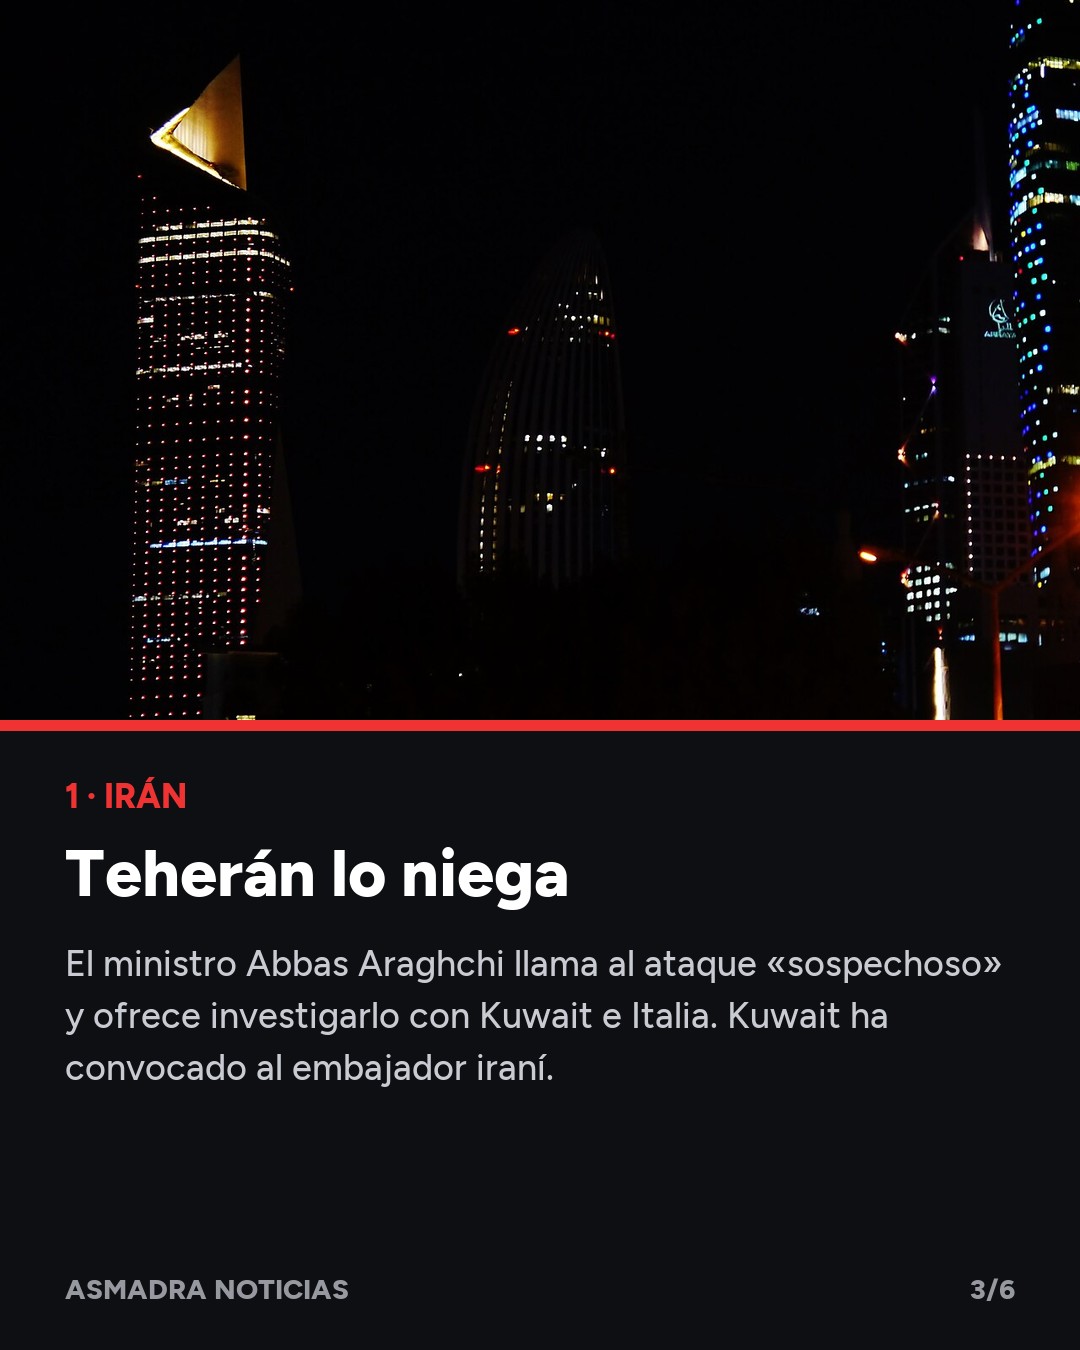 1 · IRÁN
Teherán lo niega
El ministro Abbas Araghchi llama al ataque «sospechoso»
y ofrece investigarlo con Kuwait e Italia. Kuwait ha
convocado al embajador iraní.
ASMADRA NOTICIAS
3/6